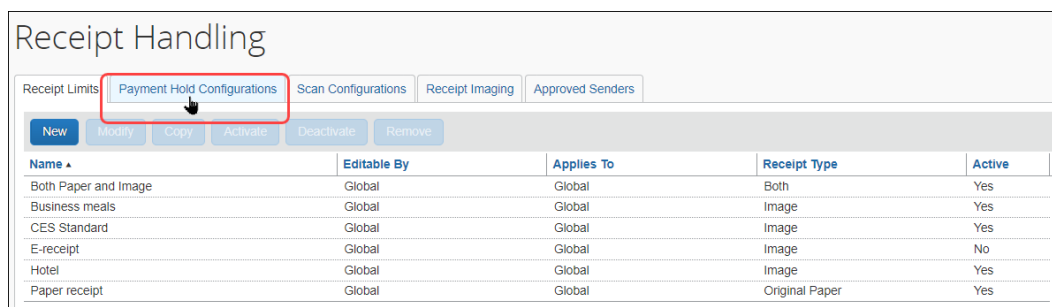 Receipt Handling
Receipt Limits Payment Hold Configurations Scan Configurations Receipt Imaging Approved Senders
New Modify Copy Activate Deactivate Remove
Name Editable By Applies To Receipt Type Active
Both Paper and Image Global Global Both Yes
Business meals Global Global Image Yes
CES Standard Global Global Image Yes
E-receipt Global Global Image No
Hotel Global Global Image Yes
Paper receipt Global Global Original Paper Yes